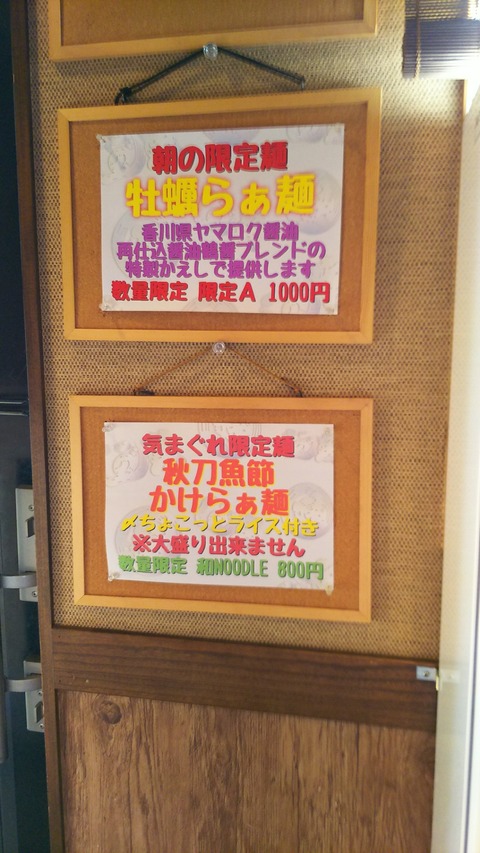 朝の限定麺
牡蠣らぁ麺
香川県ヤマロク醤油
再仕込醤油鶴醤ブレンドの
特製かえしで提供します
数量限定 限定A 1000円
気まぐれ限定麺
秋刀魚節
かけらぁ麺
〆ちょこっとライス付き
※大盛り出来ません
数量限定 和NOODLE 800円